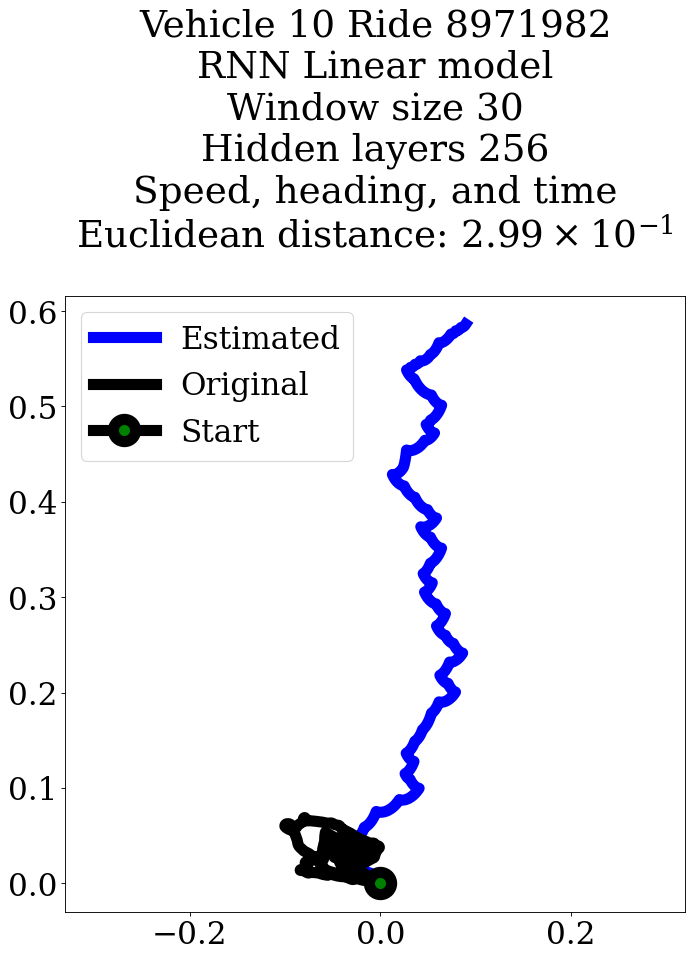 Vehicle 10 Ride 8971982
RNN Linear model
Window size 30
Hidden layers 256
Speed, heading, and time
Euclidean distance: 2.99 × 10⁻¹
Estimated
Original
Start
0.6
0.5
0.4
0.3
0.2
0.1
0.0
−0.2 0.0 0.2